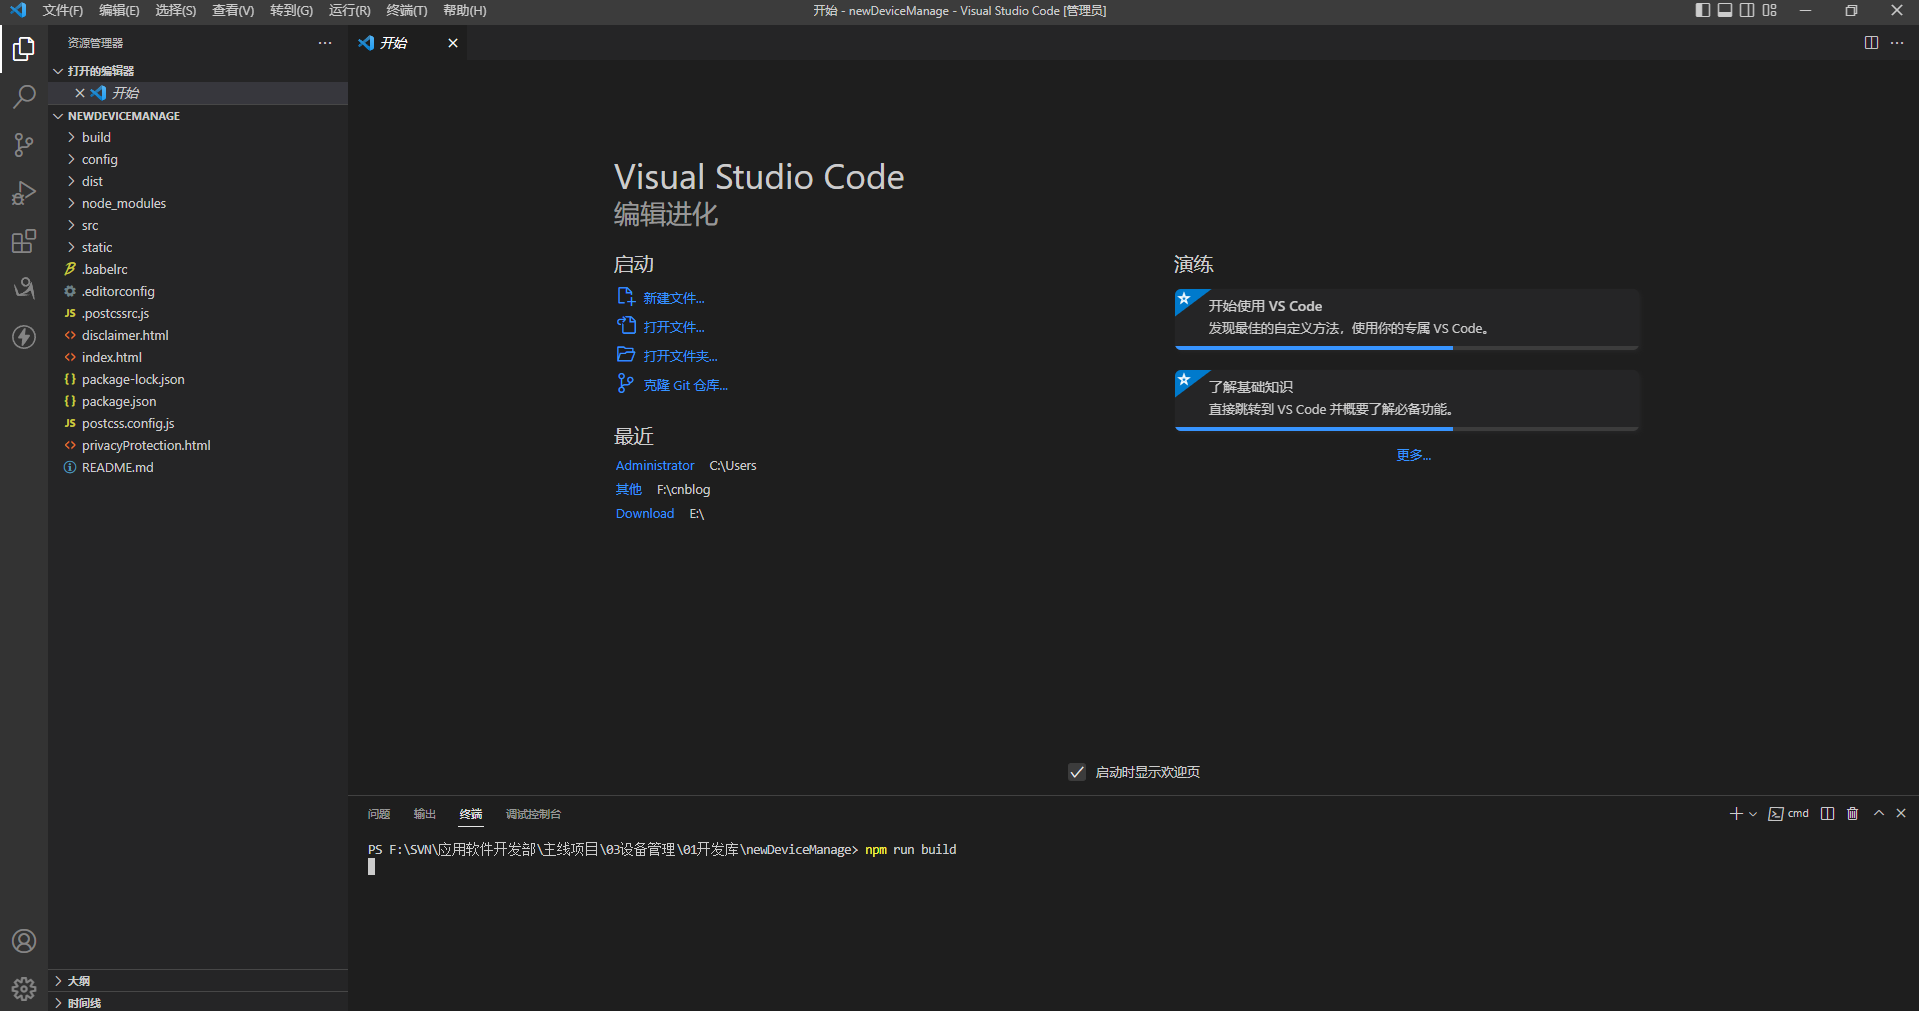 文件(F) 编辑(E) 选择(S) 查看(V) 转到(G) 运行(R) 终端(T) 帮助(H) 开始 - newDeviceManage - Visual Studio Code [管理员]
资源管理器
打开的编辑器
开始
NEWDEVICEMANAGE
build
config
dist
node_modules
src
static
.babelrc
.editorconfig
JS .postcssrc.js
<> disclaimer.html
<> index.html
{} package-lock.json
{} package.json
JS postcss.config.js
<> privacyProtection.html
README.md
大纲
时间线
开始
Visual Studio Code
编辑进化
启动
新建文件...
打开文件...
打开文件夹...
克隆 Git 仓库...
最近
Administrator C:\Users
其他 F:\cnblog
Download E:\
演练
开始使用 VS Code
发现最佳的自定义方法，使用你的专属 VS Code。
了解基础知识
直接跳转到 VS Code 并概要了解必备功能。
更多...
启动时显示欢迎页
问题 输出 终端 调试控制台 cmd
PS F:\SVN\应用软件开发部\主线项目\03设备管理\01开发库\newDeviceManage> npm run build